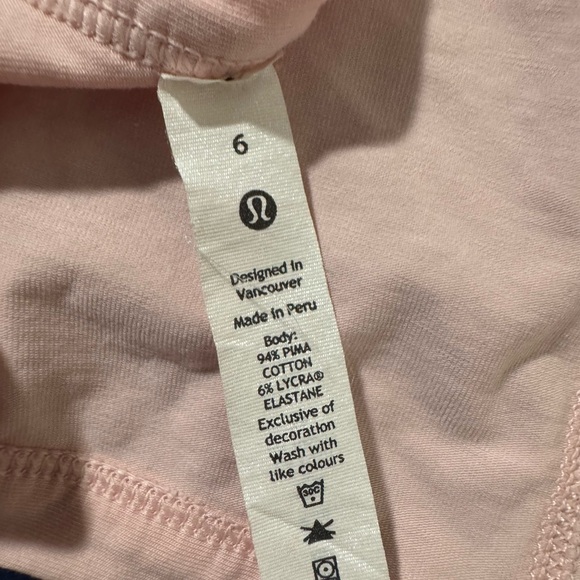 6
Designed in
Vancouver
Made in Peru
Body:
94% PIMA
COTTON
6% LYCRA®
ELASTANE
Exclusive of
decoration
Wash with
like colours
30C